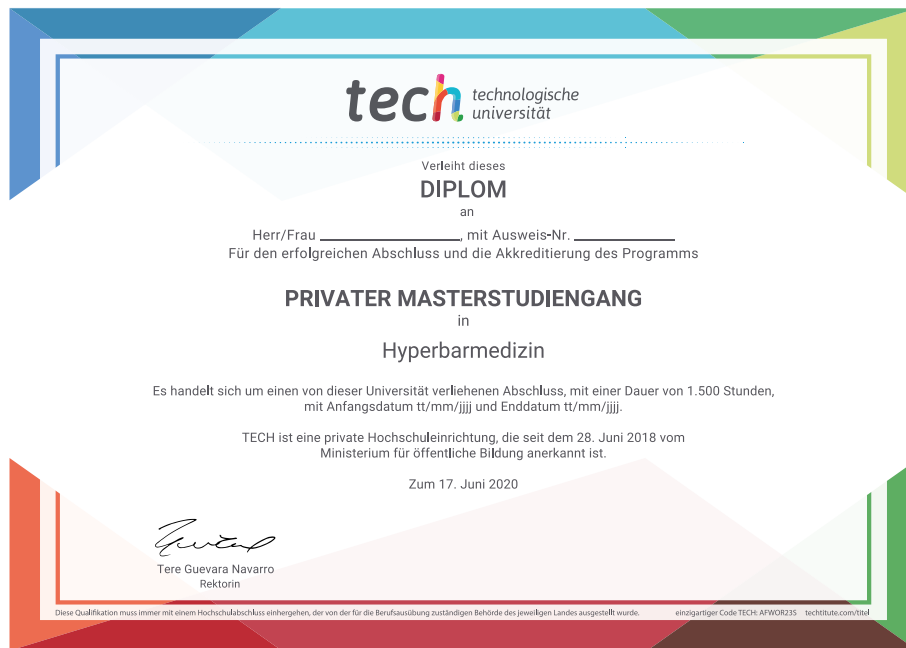 tech technologische
universität
Verleiht dieses
DIPLOM
an
Herr/Frau ____________________, mit Ausweis-Nr. ______________
Für den erfolgreichen Abschluss und die Akkreditierung des Programms
PRIVATER MASTERSTUDIENGANG
in
Hyperbarmedizin
Es handelt sich um einen von dieser Universität verliehenen Abschluss, mit einer Dauer von 1.500 Stunden,
mit Anfangsdatum tt/mm/jjjj und Enddatum tt/mm/jjjj.
TECH ist eine private Hochschuleinrichtung, die seit dem 28. Juni 2018 vom
Ministerium für öffentliche Bildung anerkannt ist.
Zum 17. Juni 2020
Tere Guevara Navarro
Rektorin
Diese Qualifikation muss immer mit einem Hochschulabschluss einhergehen, der von der für die Berufsausübung zuständigen Behörde des jeweiligen Landes ausgestellt wurde. einzigartiger Code TECH: AFWOR23S techtitute.com/titel